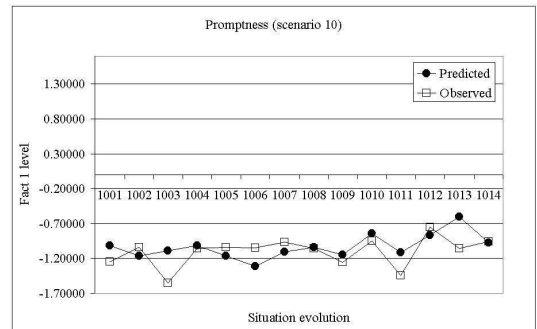 Promptness (scenario 10)
Predicted
Observed
1.30000
0.80000
0.30000
-0.20000
-0.70000
-1.20000
-1.70000
Fact 1 level
1001 1002 1003 1004 1005 1006 1007 1008 1009 1010 1011 1012 1013 1014
Situation evolution